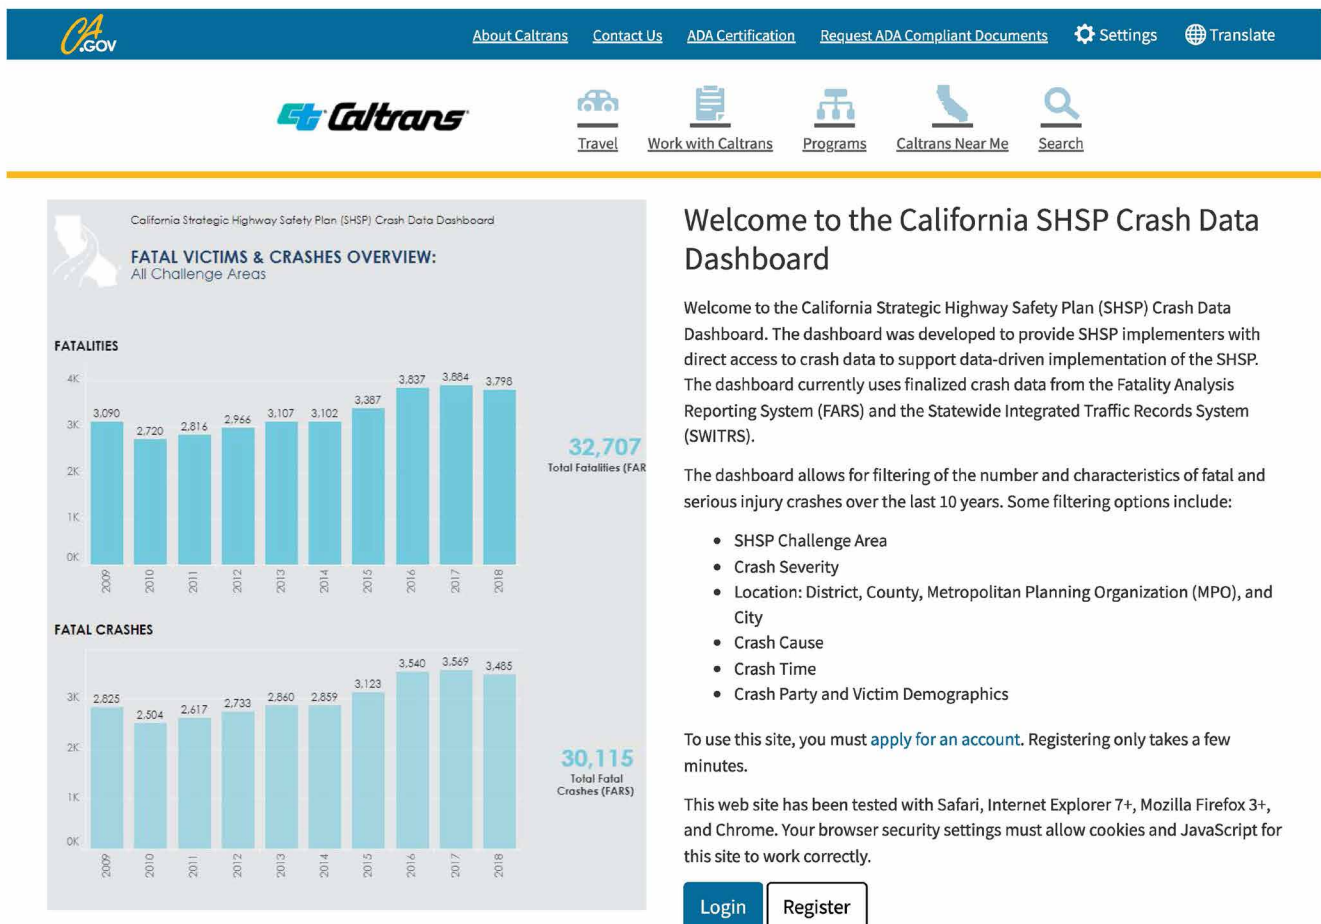 CA.GOV
About Caltrans Contact Us ADA Certification Request ADA Compliant Documents Settings Translate
Caltrans
Travel Work with Caltrans Programs Caltrans Near Me Search
California Strategic Highway Safety Plan (SHSP) Crash Data Dashboard
FATAL VICTIMS & CRASHES OVERVIEW:
All Challenge Areas
FATALITIES
4K
3K
2K
1K
0K
3,090 2,720 2,816 2,966 3,107 3,102 3,387 3,837 3,884 3,798
2009 2010 2011 2012 2013 2014 2015 2016 2017 2018
32,707
Total Fatalities (FAR
FATAL CRASHES
3K
2K
1K
0K
2,825 2,504 2,617 2,733 2,860 2,859 3,123 3,540 3,569 3,485
2009 2010 2011 2012 2013 2014 2015 2016 2017 2018
30,115
Total Fatal
Crashes (FARS)
Welcome to the California SHSP Crash Data
Dashboard
Welcome to the California Strategic Highway Safety Plan (SHSP) Crash Data
Dashboard. The dashboard was developed to provide SHSP implementers with
direct access to crash data to support data-driven implementation of the SHSP.
The dashboard currently uses finalized crash data from the Fatality Analysis
Reporting System (FARS) and the Statewide Integrated Traffic Records System
(SWITRS).
The dashboard allows for filtering of the number and characteristics of fatal and
serious injury crashes over the last 10 years. Some filtering options include:
• SHSP Challenge Area
• Crash Severity
• Location: District, County, Metropolitan Planning Organization (MPO), and
City
• Crash Cause
• Crash Time
• Crash Party and Victim Demographics
To use this site, you must apply for an account. Registering only takes a few
minutes.
This web site has been tested with Safari, Internet Explorer 7+, Mozilla Firefox 3+,
and Chrome. Your browser security settings must allow cookies and JavaScript for
this site to work correctly.
Login Register